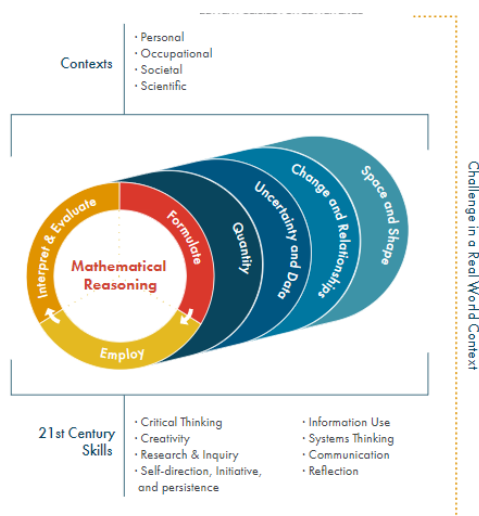 · Personal
· Occupational
· Societal
· Scientific
Contexts
Interpret & Evaluate
Formulate
Employ
Mathematical
Reasoning
Quantity
Uncertainty and Data
Change and Relationships
Space and Shape
Challenge in a Real World Context
21st Century
Skills
· Critical Thinking
· Creativity
· Research & Inquiry
· Self-direction, Initiative,
and persistence
· Information Use
· Systems Thinking
· Communication
· Reflection